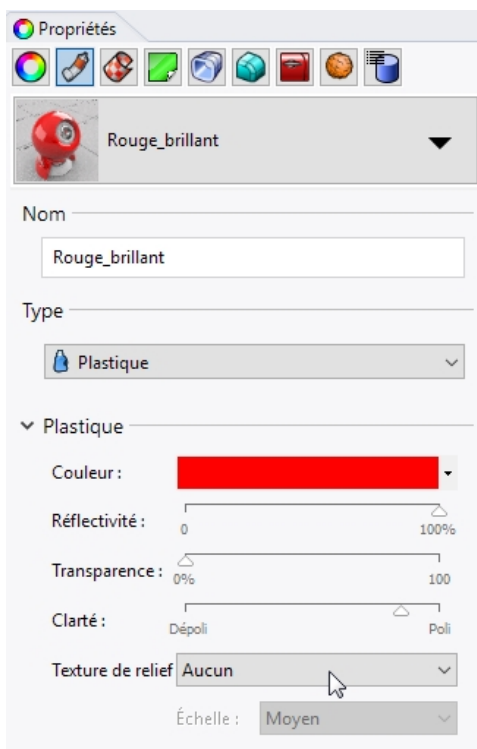 Propriétés
Rouge_brillant
Nom
Rouge_brillant
Type
Plastique
Plastique
Couleur :
Réflectivité :
0 100%
Transparence :
0% 100
Clarté :
Dépoli Poli
Texture de relief Aucun
Échelle : Moyen